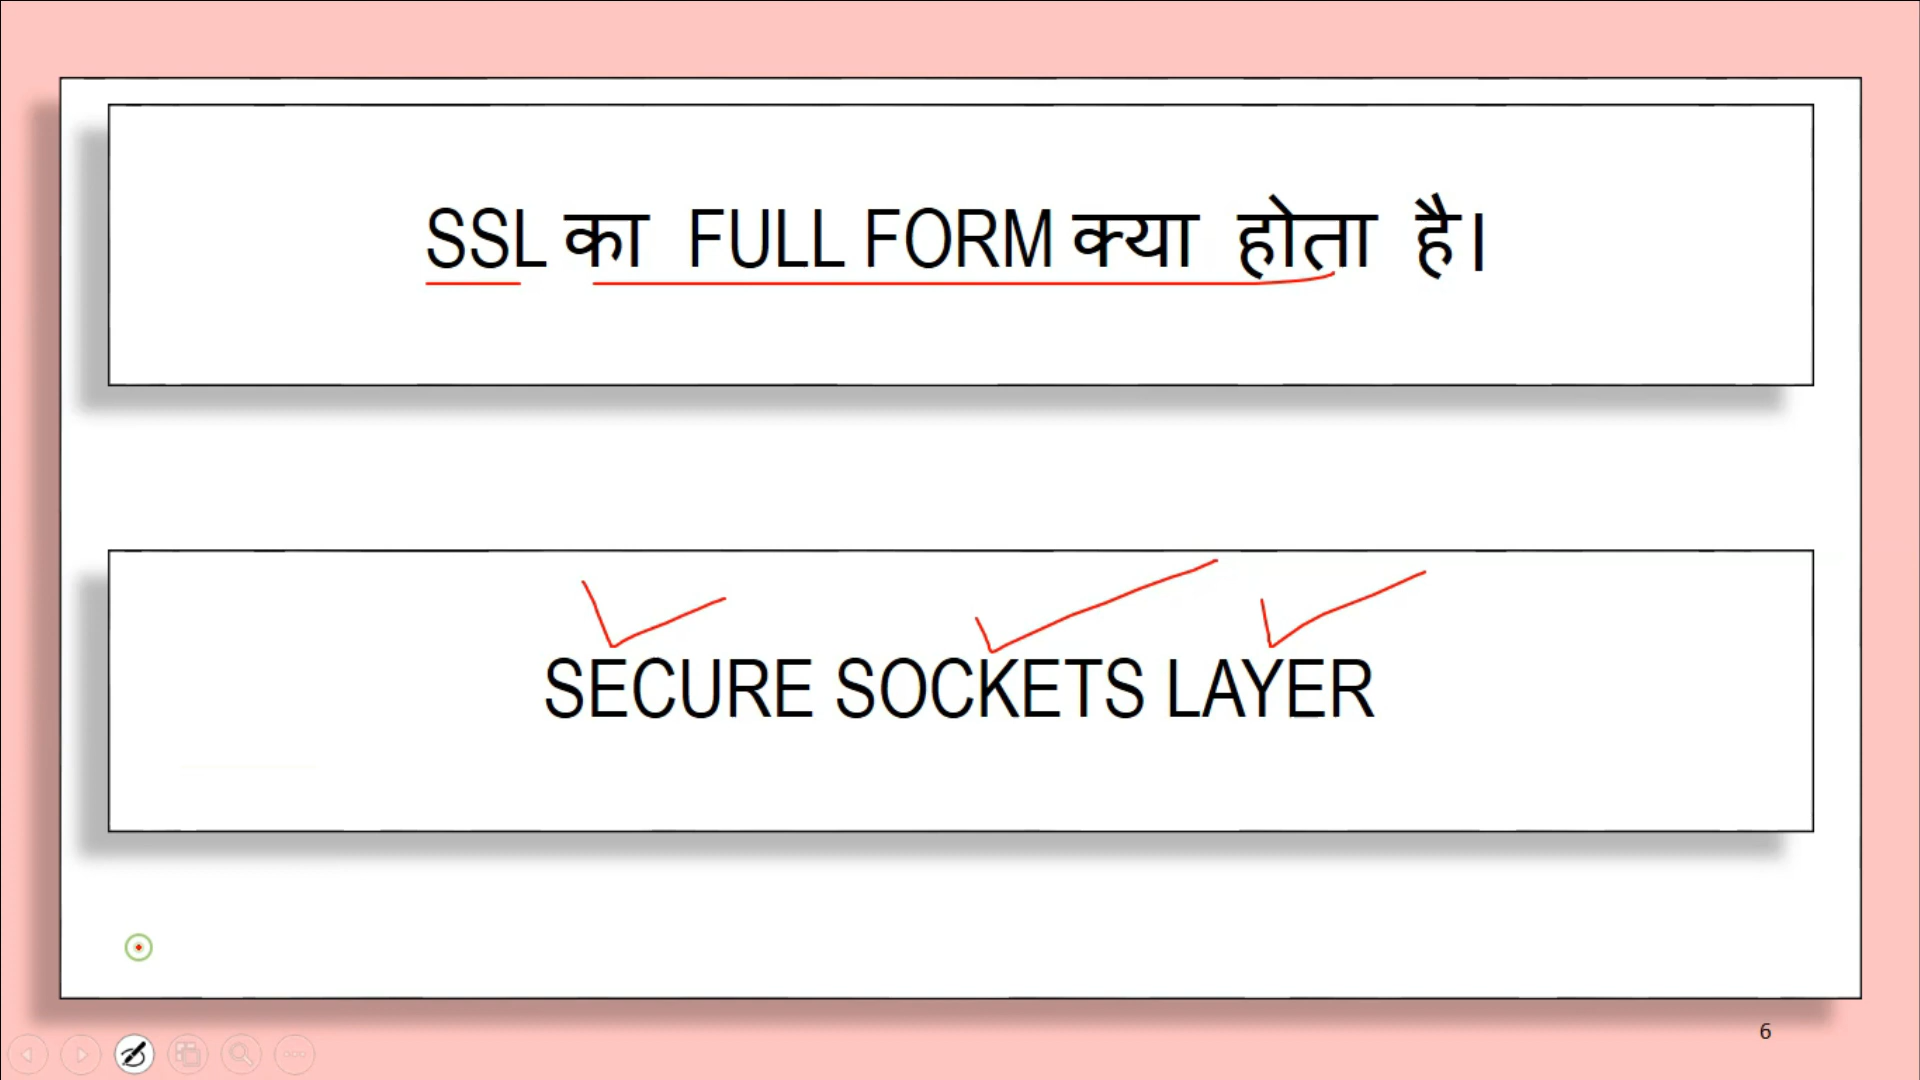 SSL का FULL FORM क्या होता है।
SECURE SOCKETS LAYER
6